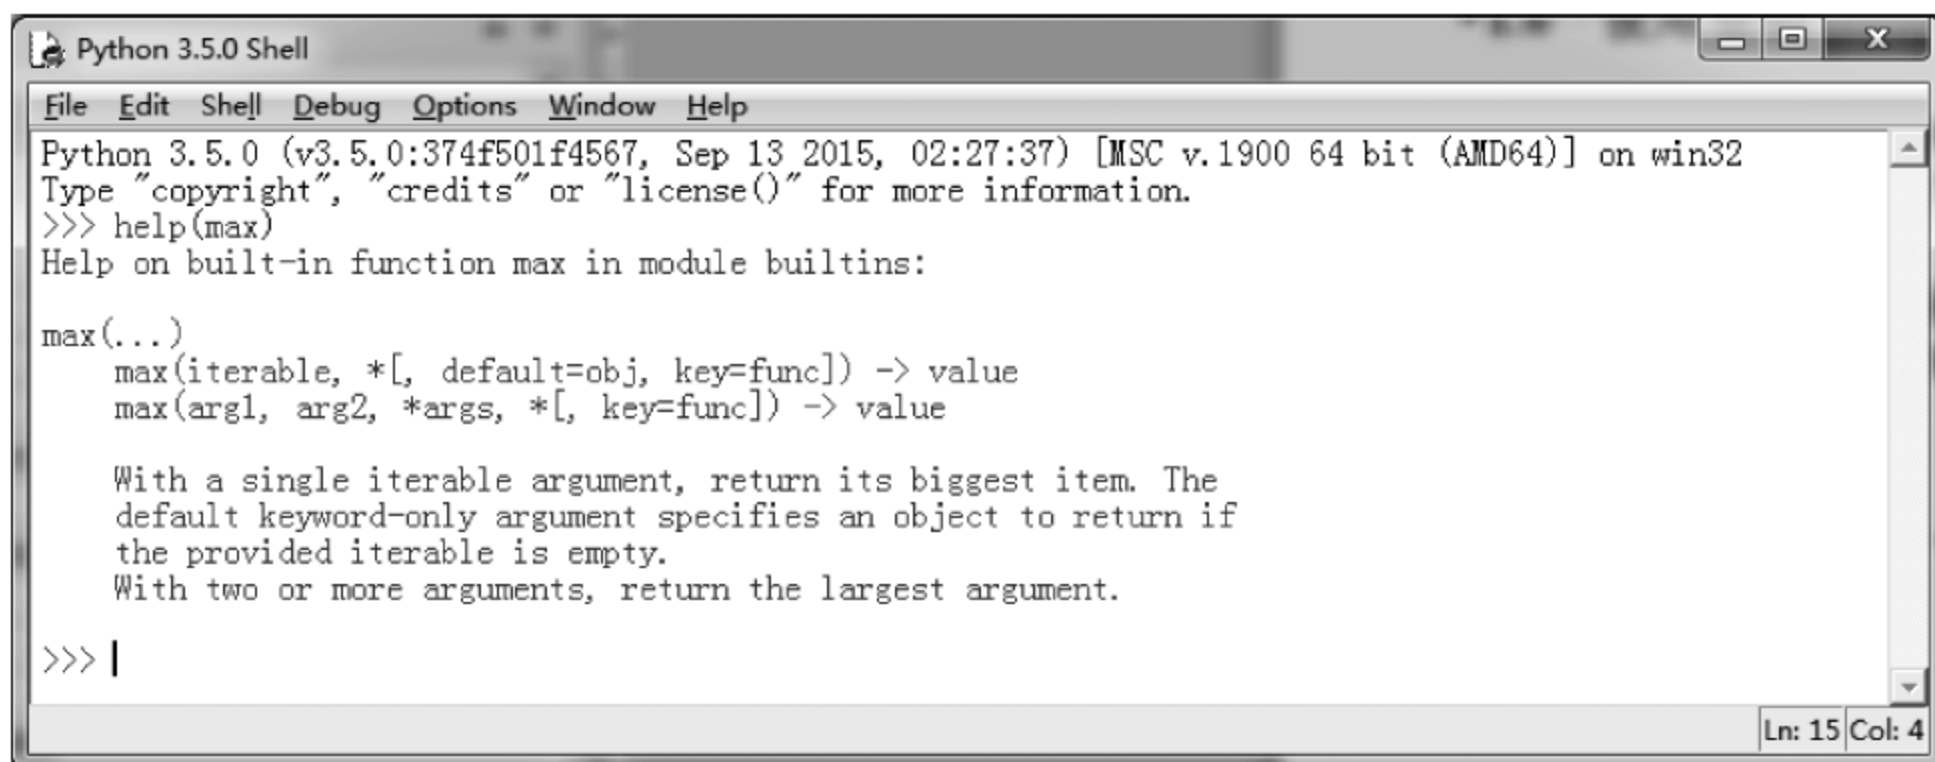 Python 3.5.0 Shell
File Edit Shell Debug Options Window Help
Python 3.5.0 (v3.5.0:374f501f4567, Sep 13 2015, 02:27:37) [MSC v.1900 64 bit (AMD64)] on win32
Type "copyright", "credits" or "license()" for more information.
>>> help(max)
Help on built-in function max in module builtins:

max(...)
    max(iterable, *[, default=obj, key=func]) -> value
    max(arg1, arg2, *args, *[, key=func]) -> value

    With a single iterable argument, return its biggest item. The
    default keyword-only argument specifies an object to return if
    the provided iterable is empty.
    With two or more arguments, return the largest argument.

>>>
Ln: 15 Col: 4